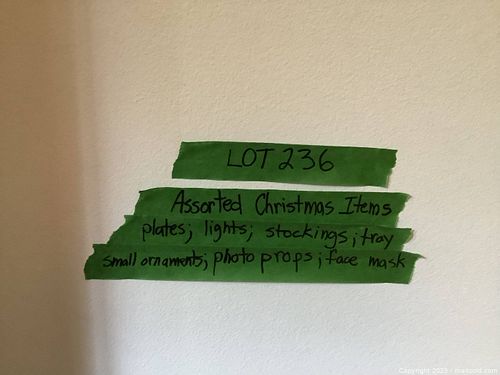 LOT 236
Assorted Christmas Items
plates; lights; stockings; tray
small ornaments; photo props; face mask